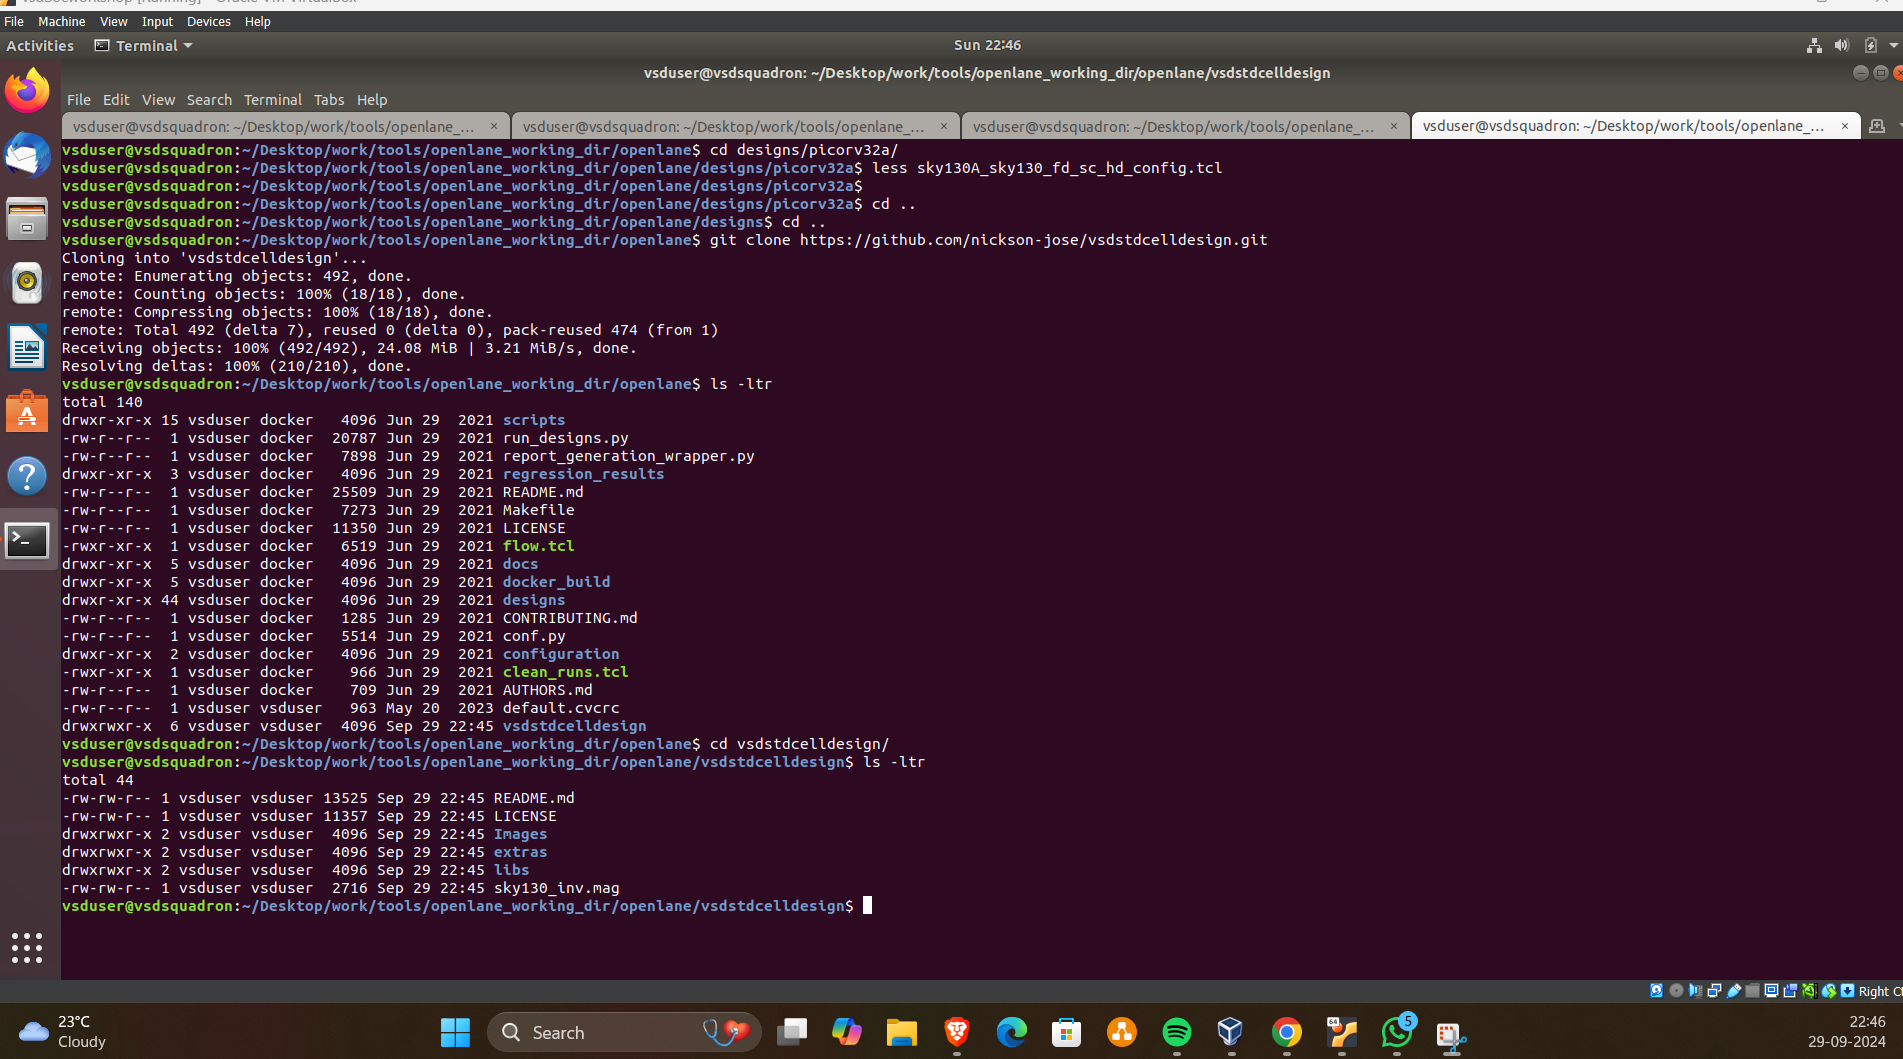 File Machine View Input Devices Help
Activities Terminal Sun 22:46
vsduser@vsdsquadron: ~/Desktop/work/tools/openlane_working_dir/openlane/vsdstdcelldesign
File Edit View Search Terminal Tabs Help
vsduser@vsdsquadron: ~/Desktop/work/tools/openlane_... × vsduser@vsdsquadron: ~/Desktop/work/tools/openlane_... × vsduser@vsdsquadron: ~/Desktop/work/tools/openlane_... × vsduser@vsdsquadron: ~/Desktop/work/tools/openlane_... ×
vsduser@vsdsquadron:~/Desktop/work/tools/openlane_working_dir/openlane$ cd designs/picorv32a/
vsduser@vsdsquadron:~/Desktop/work/tools/openlane_working_dir/openlane/designs/picorv32a$ less sky130A_sky130_fd_sc_hd_config.tcl
vsduser@vsdsquadron:~/Desktop/work/tools/openlane_working_dir/openlane/designs/picorv32a$
vsduser@vsdsquadron:~/Desktop/work/tools/openlane_working_dir/openlane/designs/picorv32a$ cd ..
vsduser@vsdsquadron:~/Desktop/work/tools/openlane_working_dir/openlane/designs$ cd ..
vsduser@vsdsquadron:~/Desktop/work/tools/openlane_working_dir/openlane$ git clone https://github.com/nickson-jose/vsdstdcelldesign.git
Cloning into 'vsdstdcelldesign'...
remote: Enumerating objects: 492, done.
remote: Counting objects: 100% (18/18), done.
remote: Compressing objects: 100% (18/18), done.
remote: Total 492 (delta 7), reused 0 (delta 0), pack-reused 474 (from 1)
Receiving objects: 100% (492/492), 24.08 MiB | 3.21 MiB/s, done.
Resolving deltas: 100% (210/210), done.
vsduser@vsdsquadron:~/Desktop/work/tools/openlane_working_dir/openlane$ ls -ltr
total 140
drwxr-xr-x 15 vsduser docker 4096 Jun 29 2021 scripts
-rw-r--r-- 1 vsduser docker 20787 Jun 29 2021 run_designs.py
-rw-r--r-- 1 vsduser docker 7898 Jun 29 2021 report_generation_wrapper.py
drwxr-xr-x 3 vsduser docker 4096 Jun 29 2021 regression_results
-rw-r--r-- 1 vsduser docker 25509 Jun 29 2021 README.md
-rw-r--r-- 1 vsduser docker 7273 Jun 29 2021 Makefile
-rw-r--r-- 1 vsduser docker 11350 Jun 29 2021 LICENSE
-rwxr-xr-x 1 vsduser docker 6519 Jun 29 2021 flow.tcl
drwxr-xr-x 5 vsduser docker 4096 Jun 29 2021 docs
drwxr-xr-x 5 vsduser docker 4096 Jun 29 2021 docker_build
drwxr-xr-x 44 vsduser docker 4096 Jun 29 2021 designs
-rw-r--r-- 1 vsduser docker 1285 Jun 29 2021 CONTRIBUTING.md
-rw-r--r-- 1 vsduser docker 5514 Jun 29 2021 conf.py
drwxr-xr-x 2 vsduser docker 4096 Jun 29 2021 configuration
-rwxr-xr-x 1 vsduser docker 966 Jun 29 2021 clean_runs.tcl
-rw-r--r-- 1 vsduser docker 709 Jun 29 2021 AUTHORS.md
-rw-r--r-- 1 vsduser vsduser 963 May 20 2023 default.cvcrc
drwxrwxr-x 6 vsduser vsduser 4096 Sep 29 22:45 vsdstdcelldesign
vsduser@vsdsquadron:~/Desktop/work/tools/openlane_working_dir/openlane$ cd vsdstdcelldesign/
vsduser@vsdsquadron:~/Desktop/work/tools/openlane_working_dir/openlane/vsdstdcelldesign$ ls -ltr
total 44
-rw-rw-r-- 1 vsduser vsduser 13525 Sep 29 22:45 README.md
-rw-rw-r-- 1 vsduser vsduser 11357 Sep 29 22:45 LICENSE
drwxrwxr-x 2 vsduser vsduser 4096 Sep 29 22:45 Images
drwxrwxr-x 2 vsduser vsduser 4096 Sep 29 22:45 extras
drwxrwxr-x 2 vsduser vsduser 4096 Sep 29 22:45 libs
-rw-rw-r-- 1 vsduser vsduser 2716 Sep 29 22:45 sky130_inv.mag
vsduser@vsdsquadron:~/Desktop/work/tools/openlane_working_dir/openlane/vsdstdcelldesign$
Right
23°C
Cloudy
Search
64
5
22:46
29-09-2024